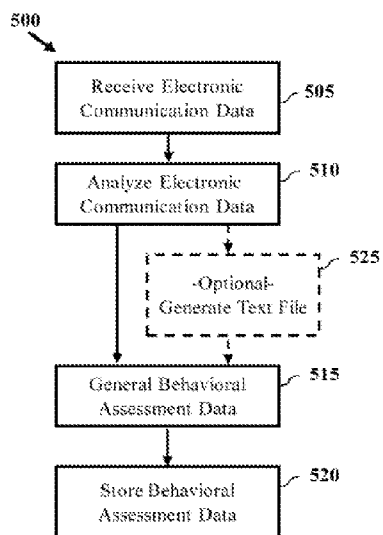 500
Receive Electronic
Communication Data
505
Analyze Electronic
Communication Data
510
-Optional-
Generate Text File
525
General Behavioral
Assessment Data
515
Store Behavioral
Assessment Data
520